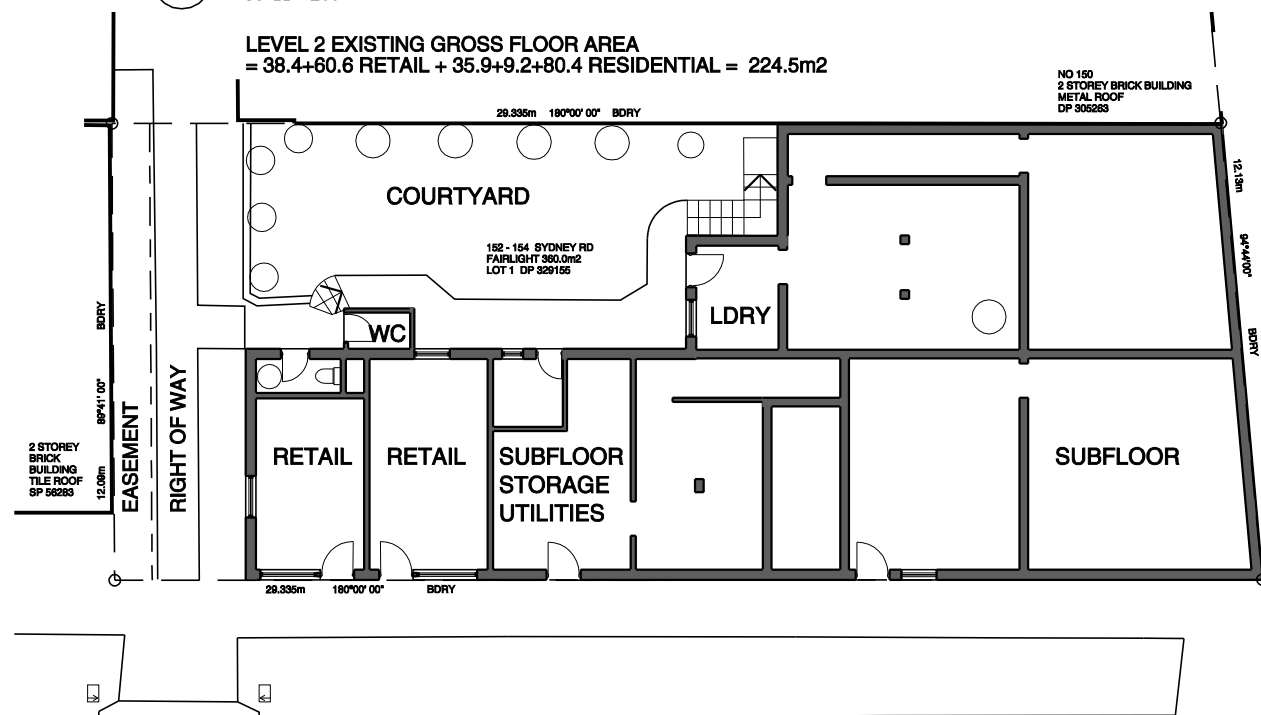 LEVEL 2 EXISTING GROSS FLOOR AREA
= 38.4+60.6 RETAIL + 35.9+9.2+80.4 RESIDENTIAL = 224.5m2
NO 150
2 STOREY BRICK BUILDING
METAL ROOF
DP 305263
29.335m 180°00' 00" BDRY
12.13m
94°44'00"
BDRY
COURTYARD
152 - 154 SYDNEY RD
FAIRLIGHT 360.0m2
LOT 1 DP 329155
LDRY
WC
BDRY
89°41' 00"
12.09m
EASEMENT
RIGHT OF WAY
2 STOREY
BRICK
BUILDING
TILE ROOF
SP 56283
RETAIL
RETAIL
SUBFLOOR
STORAGE
UTILITIES
SUBFLOOR
29.335m 180°00' 00" BDRY